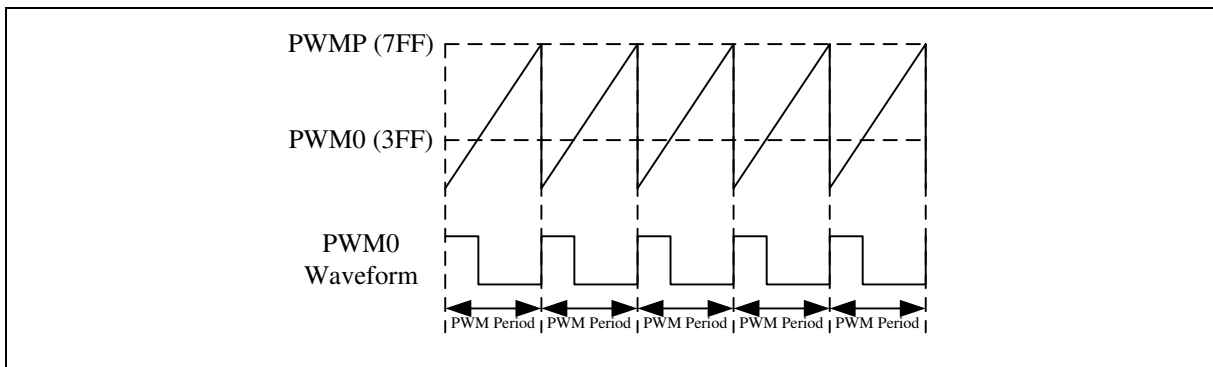 PWMP (7FF)
PWM0 (3FF)
PWM0
Waveform
PWM Period PWM Period PWM Period PWM Period PWM Period